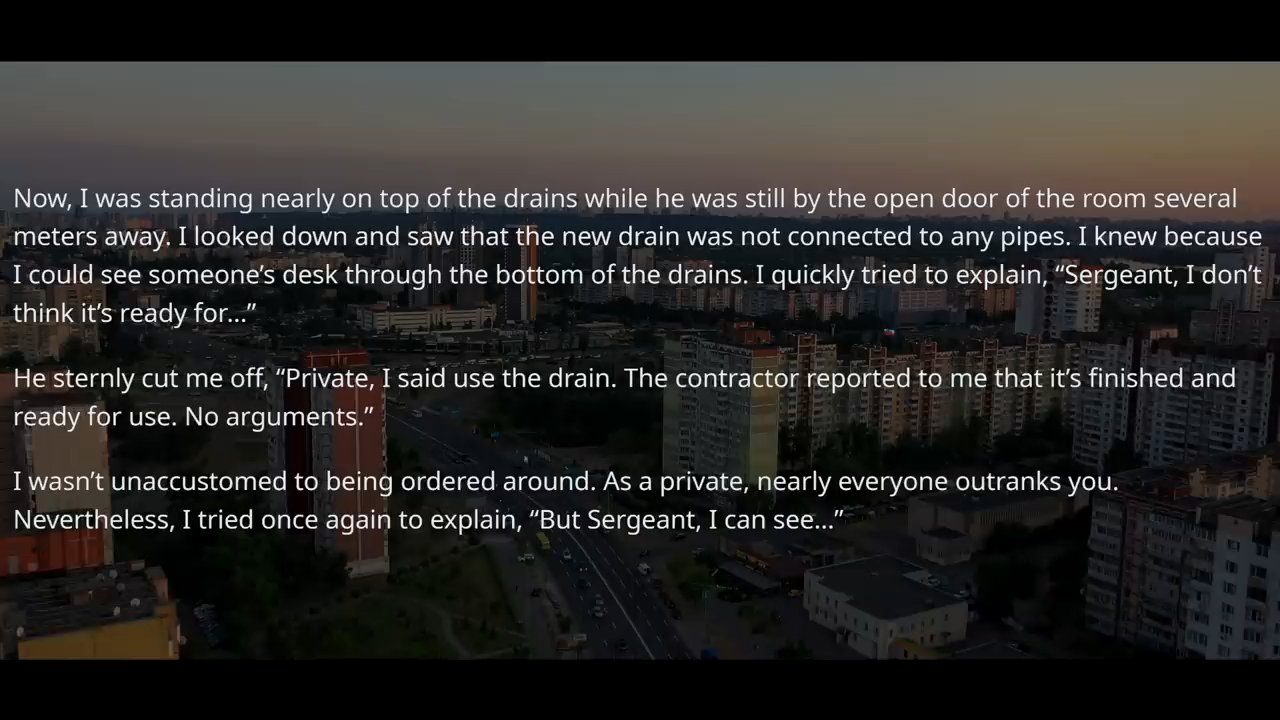 Now, I was standing nearly on top of the drains while he was still by the open door of the room several
meters away. I looked down and saw that the new drain was not connected to any pipes. I knew because
I could see someone’s desk through the bottom of the drains. I quickly tried to explain, “Sergeant, I don’t
think it’s ready for…”
He sternly cut me off, “Private, I said use the drain. The contractor reported to me that it’s finished and
ready for use. No arguments.”
I wasn’t unaccustomed to being ordered around. As a private, nearly everyone outranks you.
Nevertheless, I tried once again to explain, “But Sergeant, I can see…”